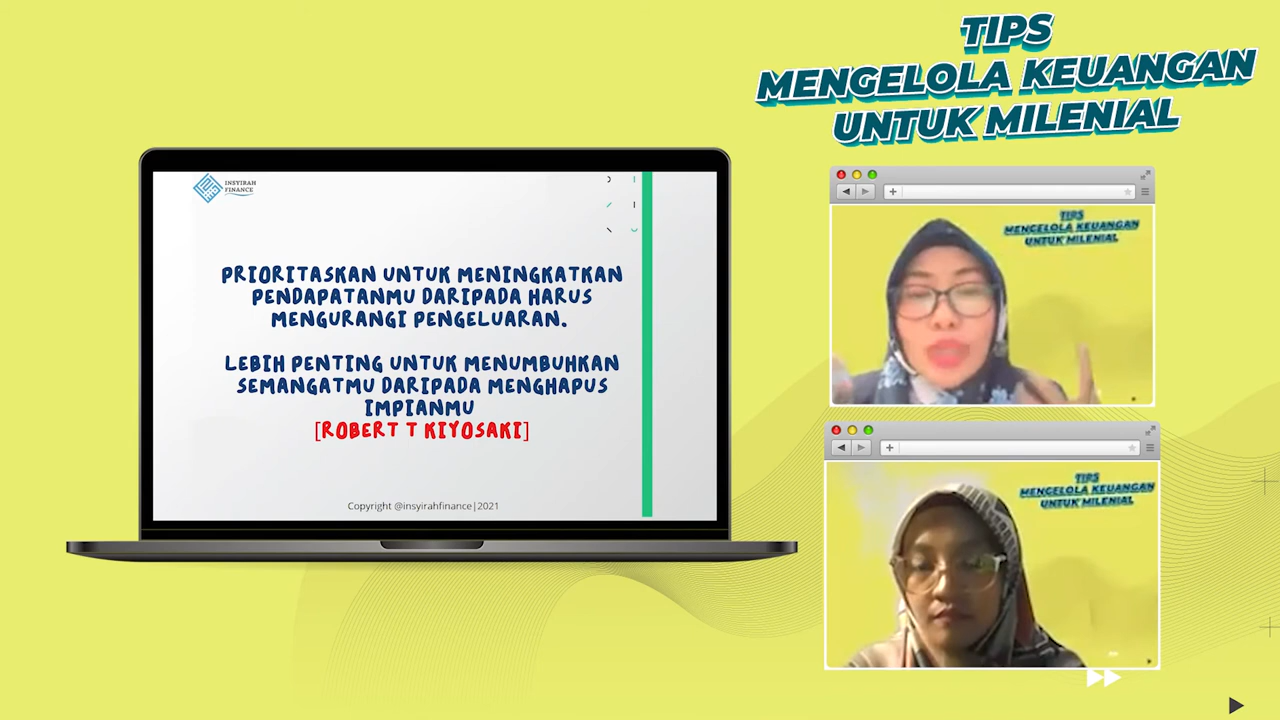 TIPS
MENGELOLA KEUANGAN
UNTUK MILENIAL
INSYIRAH
FINANCE
PRIORITASKAN UNTUK MENINGKATKAN
PENDAPATANMU DARIPADA HARUS
MENGURANGI PENGELUARAN.
LEBIH PENTING UNTUK MENUMBUHKAN
SEMANGATMU DARIPADA MENGHAPUS
IMPIANMU
[ROBERT T KIYOSAKI]
Copyright @insyirahfinance|2021
TIPS
MENGELOLA KEUANGAN
UNTUK MILENIAL
TIPS
MENGELOLA KEUANGAN
UNTUK MILENIAL